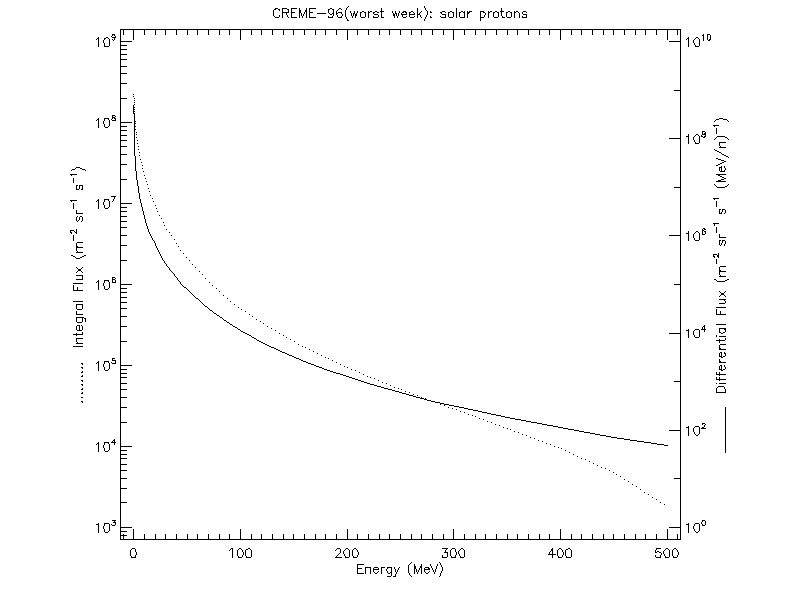 CREME-96(worst week): solar protons
10⁹
10⁸
10⁷
10⁶
10⁵
10⁴
10³
Integral Flux (m⁻² sr⁻¹ s⁻¹)
0 100 200 300 400 500
Energy (MeV)
10¹⁰
10⁸
10⁶
10⁴
10²
10⁰
Differential Flux (m⁻² sr⁻¹ s⁻¹ (MeV/n)⁻¹)